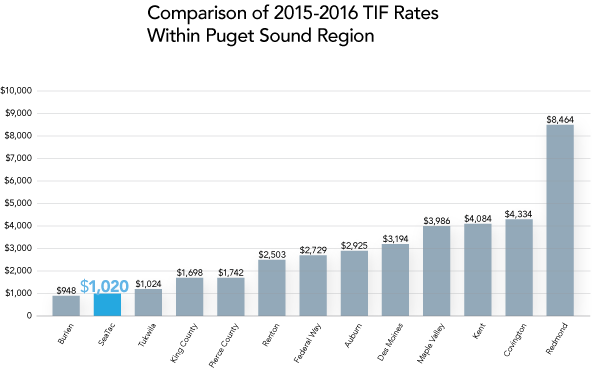 Comparison of 2015-2016 TIF Rates
Within Puget Sound Region
$10,000
$9,000
$8,000
$7,000
$6,000
$5,000
$4,000
$3,000
$2,000
$1,000
0
$948
$1,020
$1,024
$1,698
$1,742
$2,503
$2,729
$2,925
$3,194
$3,986
$4,084
$4,334
$8,464
Burien
SeaTac
Tukwila
King County
Pierce County
Renton
Federal Way
Auburn
Des Moines
Maple Valley
Kent
Covington
Redmond